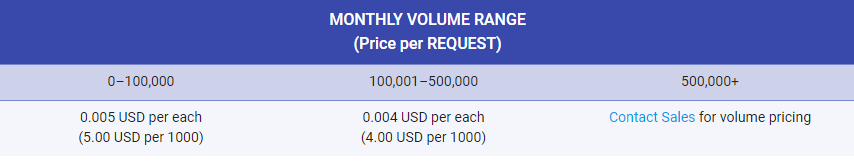 MONTHLY VOLUME RANGE
(Price per REQUEST)
0–100,000
100,001–500,000
500,000+
0.005 USD per each
(5.00 USD per 1000)
0.004 USD per each
(4.00 USD per 1000)
Contact Sales for volume pricing